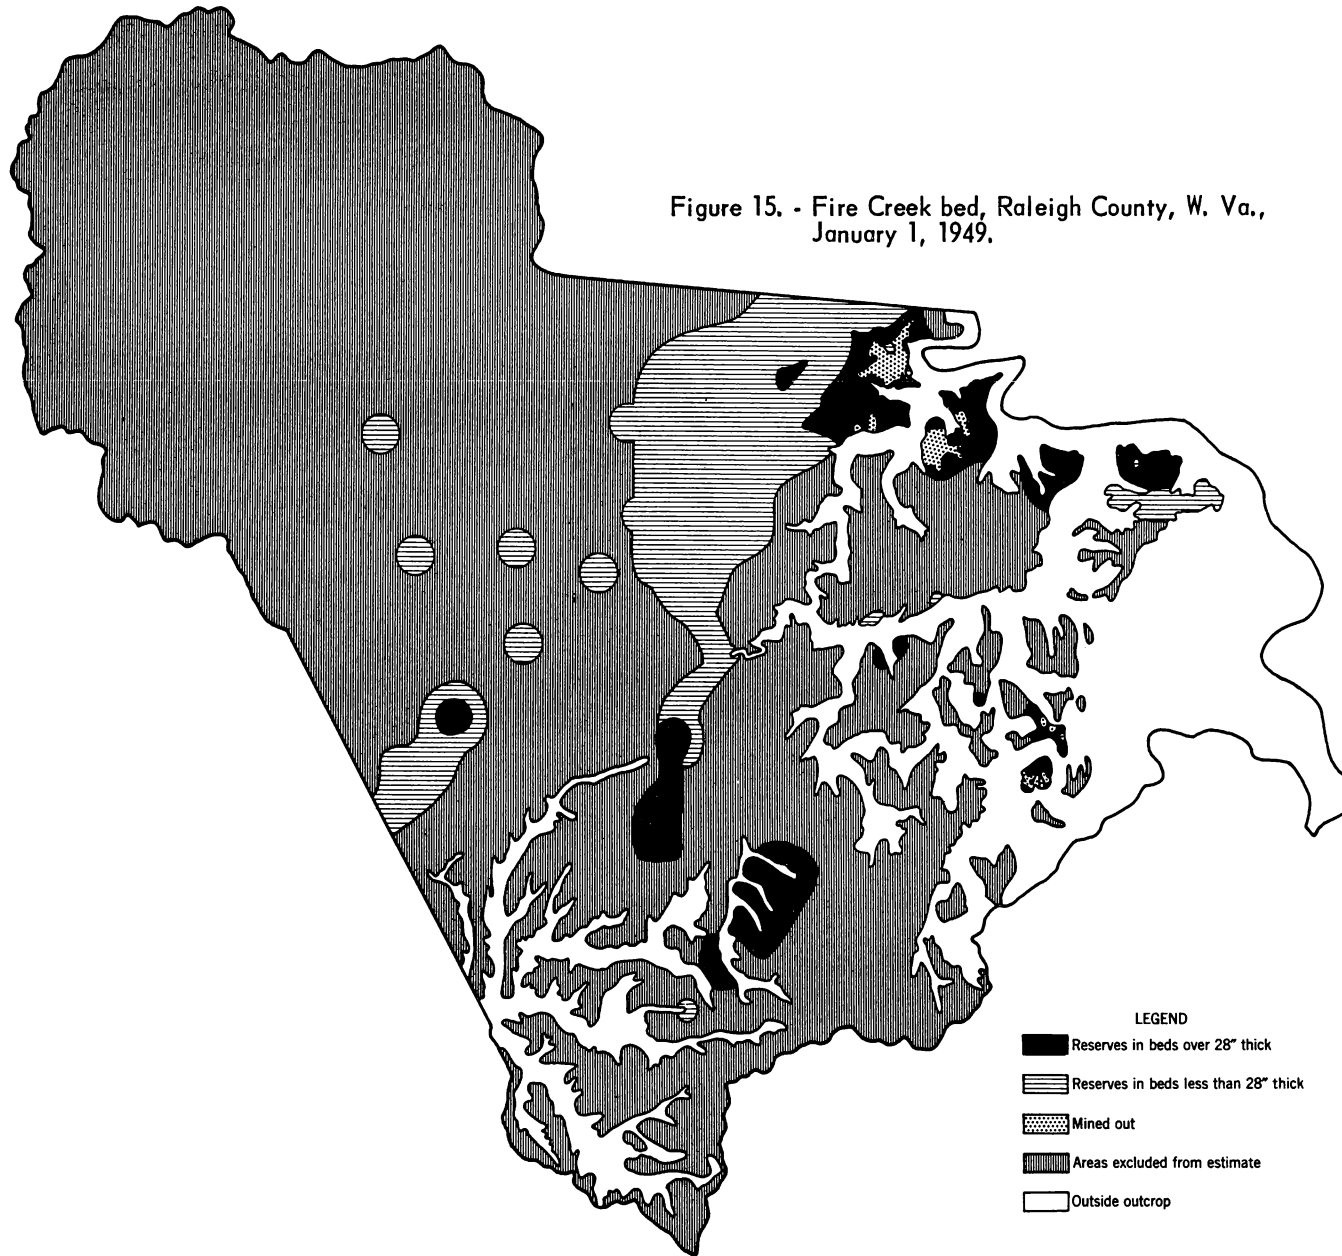 Figure 15. - Fire Creek bed, Raleigh County, W. Va.,
January 1, 1949.
LEGEND
Reserves in beds over 28" thick
Reserves in beds less than 28" thick
Mined out
Areas excluded from estimate
Outside outcrop